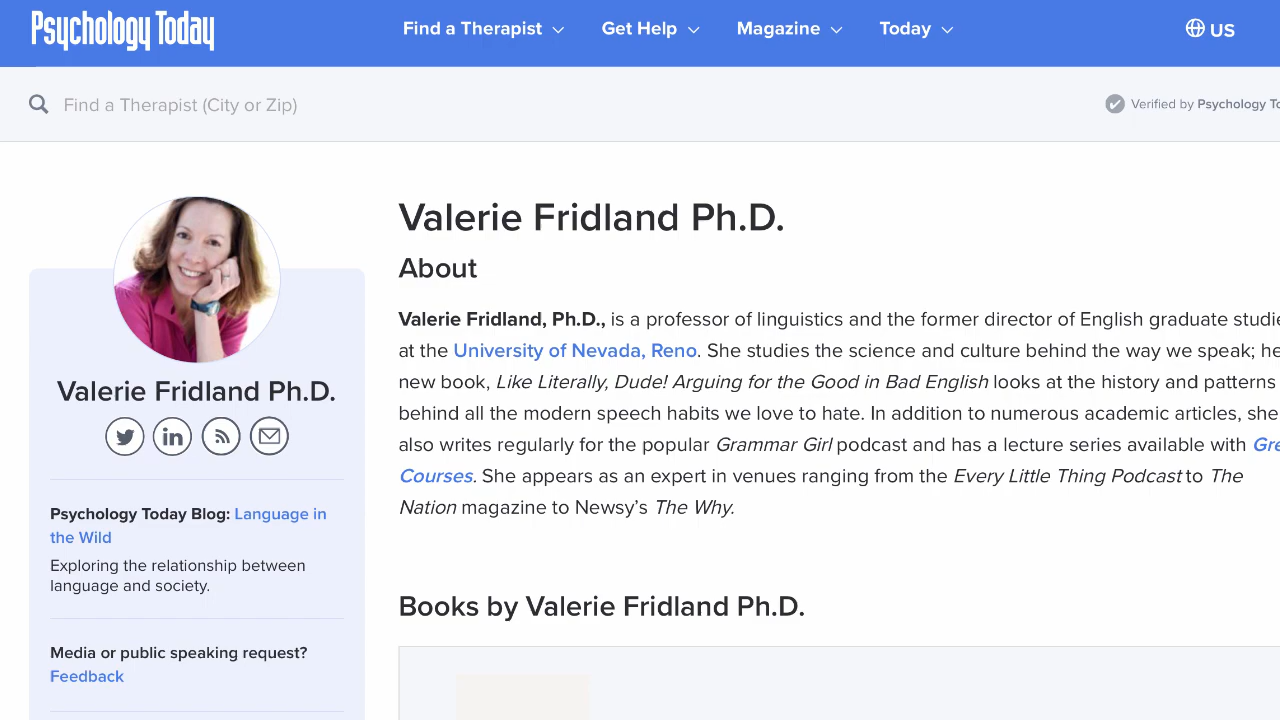 Psychology Today
Find a Therapist
Get Help
Magazine
Today
US
Find a Therapist (City or Zip)
Verified by Psychology
Valerie Fridland Ph.D.
Psychology Today Blog: Language in
the Wild
Exploring the relationship between
language and society.
Media or public speaking request?
Feedback
Valerie Fridland Ph.D.
About
Valerie Fridland, Ph.D., is a professor of linguistics and the former director of English graduate
at the University of Nevada, Reno. She studies the science and culture behind the way we speak;
new book, Like Literally, Dude! Arguing for the Good in Bad English looks at the history and patterns
behind all the modern speech habits we love to hate. In addition to numerous academic articles, she
also writes regularly for the popular Grammar Girl podcast and has a lecture series available with
Courses. She appears as an expert in venues ranging from the Every Little Thing Podcast to The
Nation magazine to Newsy’s The Why.
Books by Valerie Fridland Ph.D.